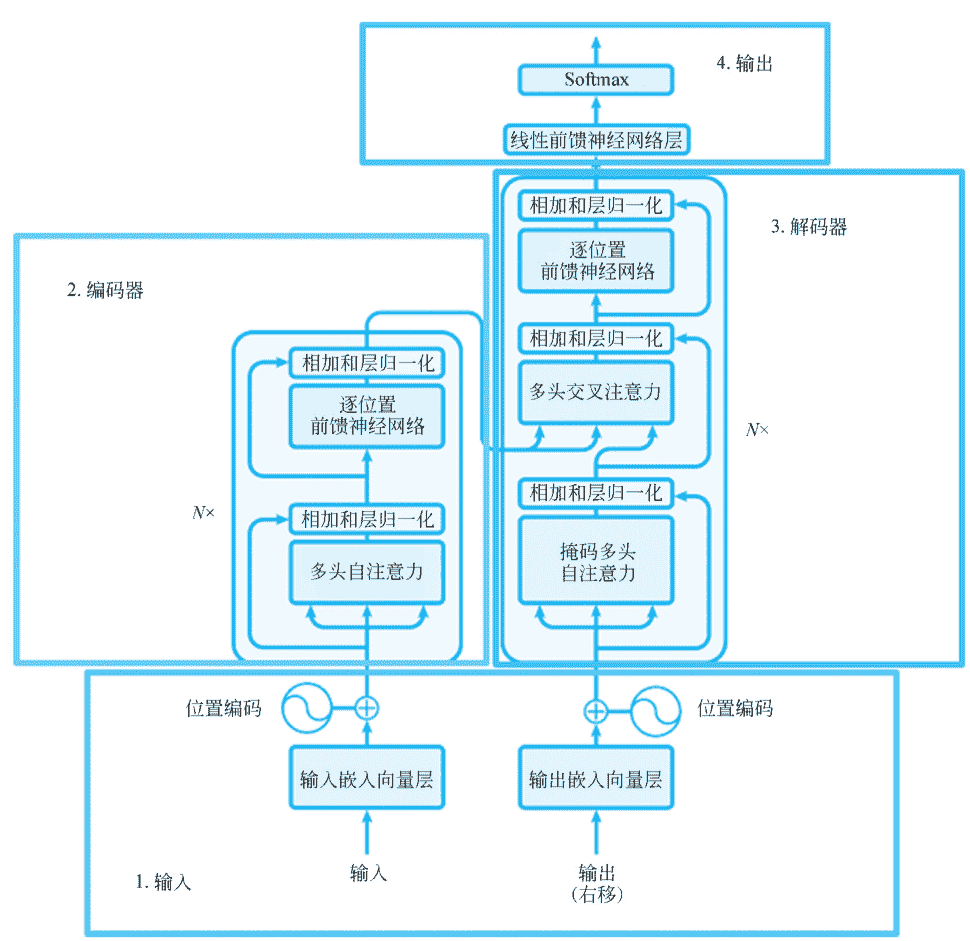 4. 输出
Softmax
线性前馈神经网络层
3. 解码器
相加和层归一化
逐位置
前馈神经网络
相加和层归一化
多头交叉注意力
N×
相加和层归一化
掩码多头
自注意力
2. 编码器
相加和层归一化
逐位置
前馈神经网络
N×
相加和层归一化
多头自注意力
位置编码
位置编码
输入嵌入向量层
输出嵌入向量层
输入
输出
（右移）
1. 输入